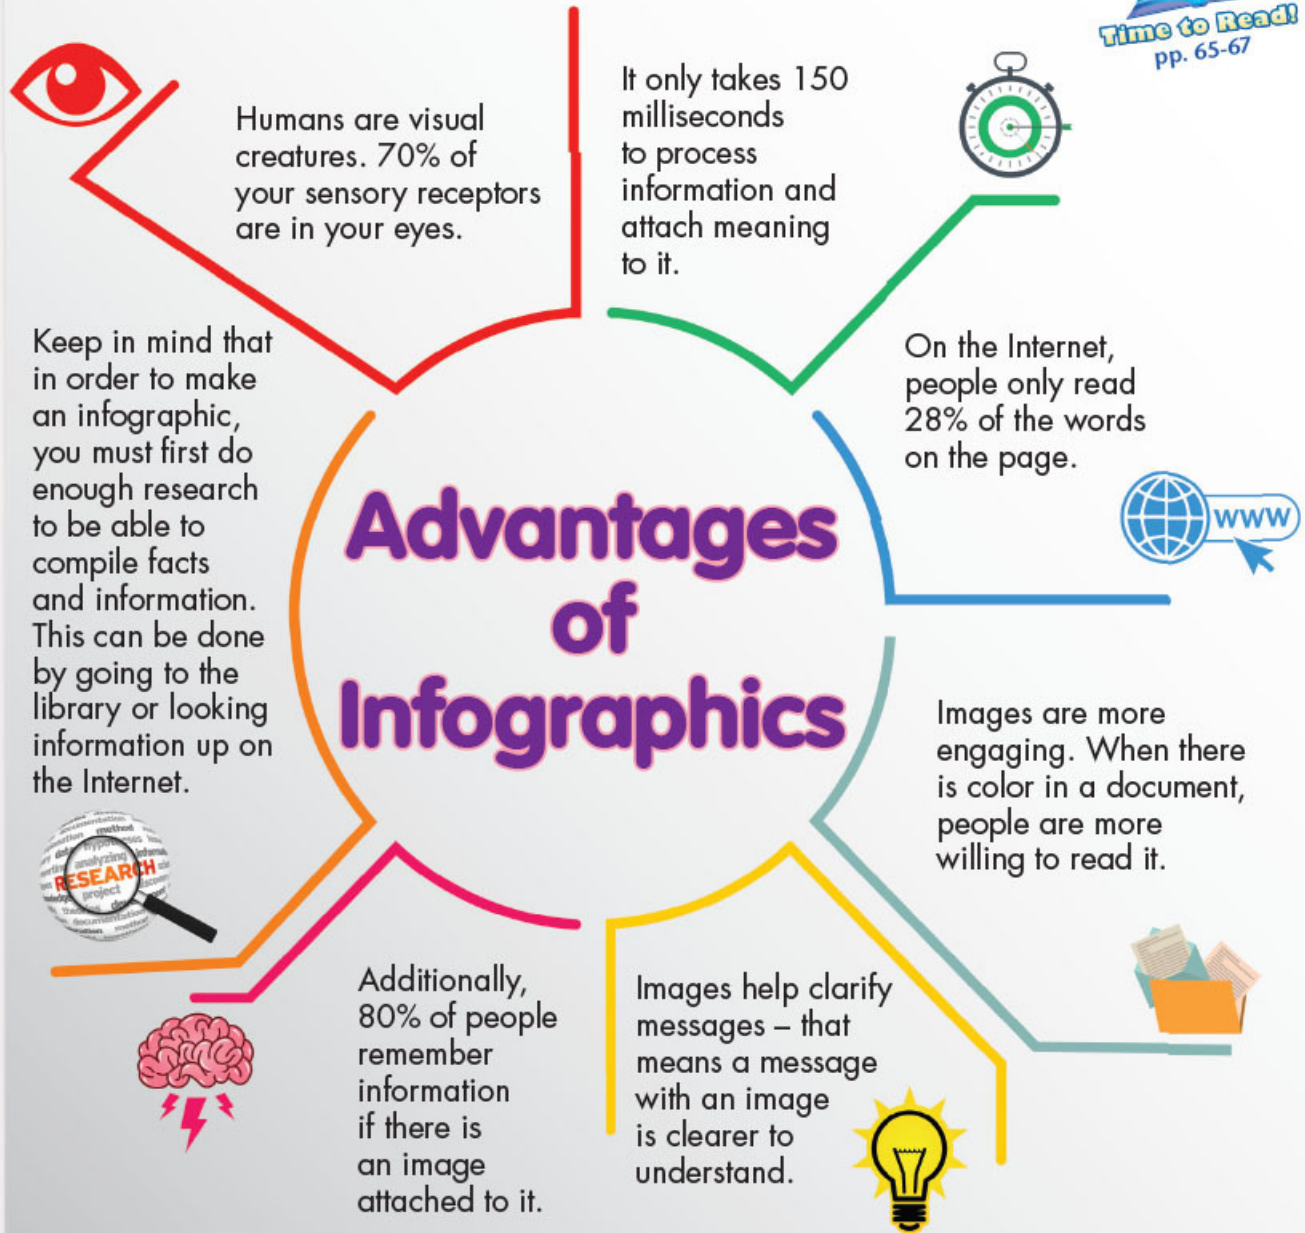 Time to Read!
pp. 65-67
Humans are visual
creatures. 70% of
your sensory receptors
are in your eyes.
It only takes 150
milliseconds
to process
information and
attach meaning
to it.
On the Internet,
people only read
28% of the words
on the page.
www
Images are more
engaging. When there
is color in a document,
people are more
willing to read it.
Images help clarify
messages – that
means a message
with an image
is clearer to
understand.
Additionally,
80% of people
remember
information
if there is
an image
attached to it.
Keep in mind that
in order to make
an infographic,
you must first do
enough research
to be able to
compile facts
and information.
This can be done
by going to the
library or looking
information up on
the Internet.
method
analyzing
RESEARCH
project
Advantages
of
Infographics